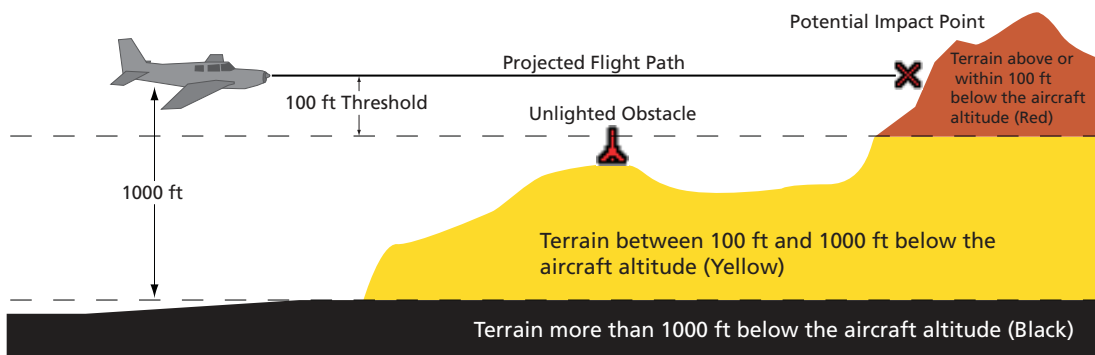 Potential Impact Point
Projected Flight Path
Terrain above or
within 100 ft
below the aircraft
altitude (Red)
100 ft Threshold
Unlighted Obstacle
1000 ft
Terrain between 100 ft and 1000 ft below the
aircraft altitude (Yellow)
Terrain more than 1000 ft below the aircraft altitude (Black)